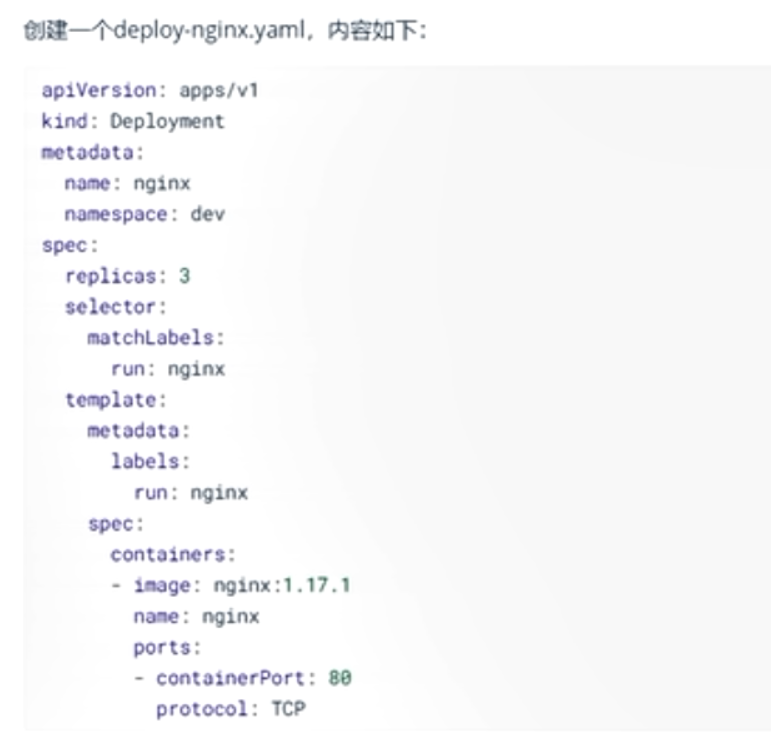 创建一个deploy-nginx.yaml，内容如下：
apiVersion: apps/v1
kind: Deployment
metadata:
  name: nginx
  namespace: dev
spec:
  replicas: 3
  selector:
    matchLabels:
      run: nginx
  template:
    metadata:
      labels:
        run: nginx
    spec:
      containers:
      - image: nginx:1.17.1
        name: nginx
        ports:
        - containerPort: 80
          protocol: TCP